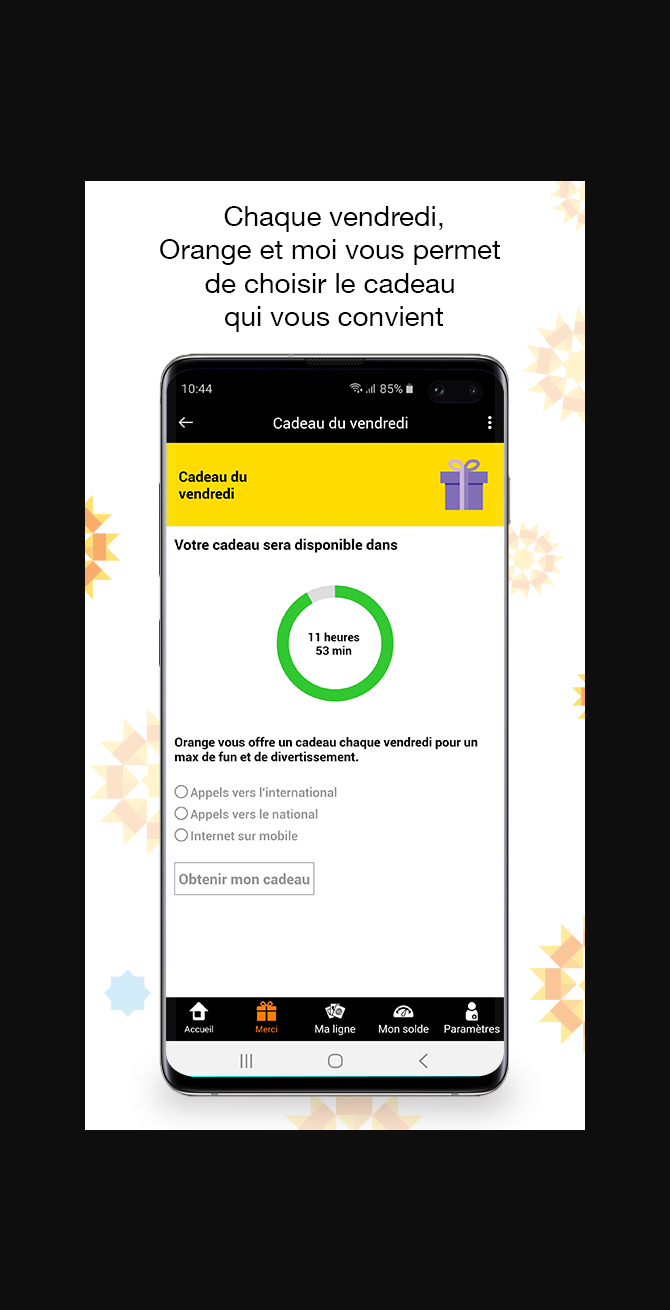 Chaque vendredi,
Orange et moi vous permet
de choisir le cadeau
qui vous convient
10:44
85%
Cadeau du vendredi
Cadeau du
vendredi
Votre cadeau sera disponible dans
11 heures
53 min
Orange vous offre un cadeau chaque vendredi pour un
max de fun et de divertissement.
Appels vers l'international
Appels vers le national
Internet sur mobile
Obtenir mon cadeau
Accueil Merci Ma ligne Mon solde Paramètres